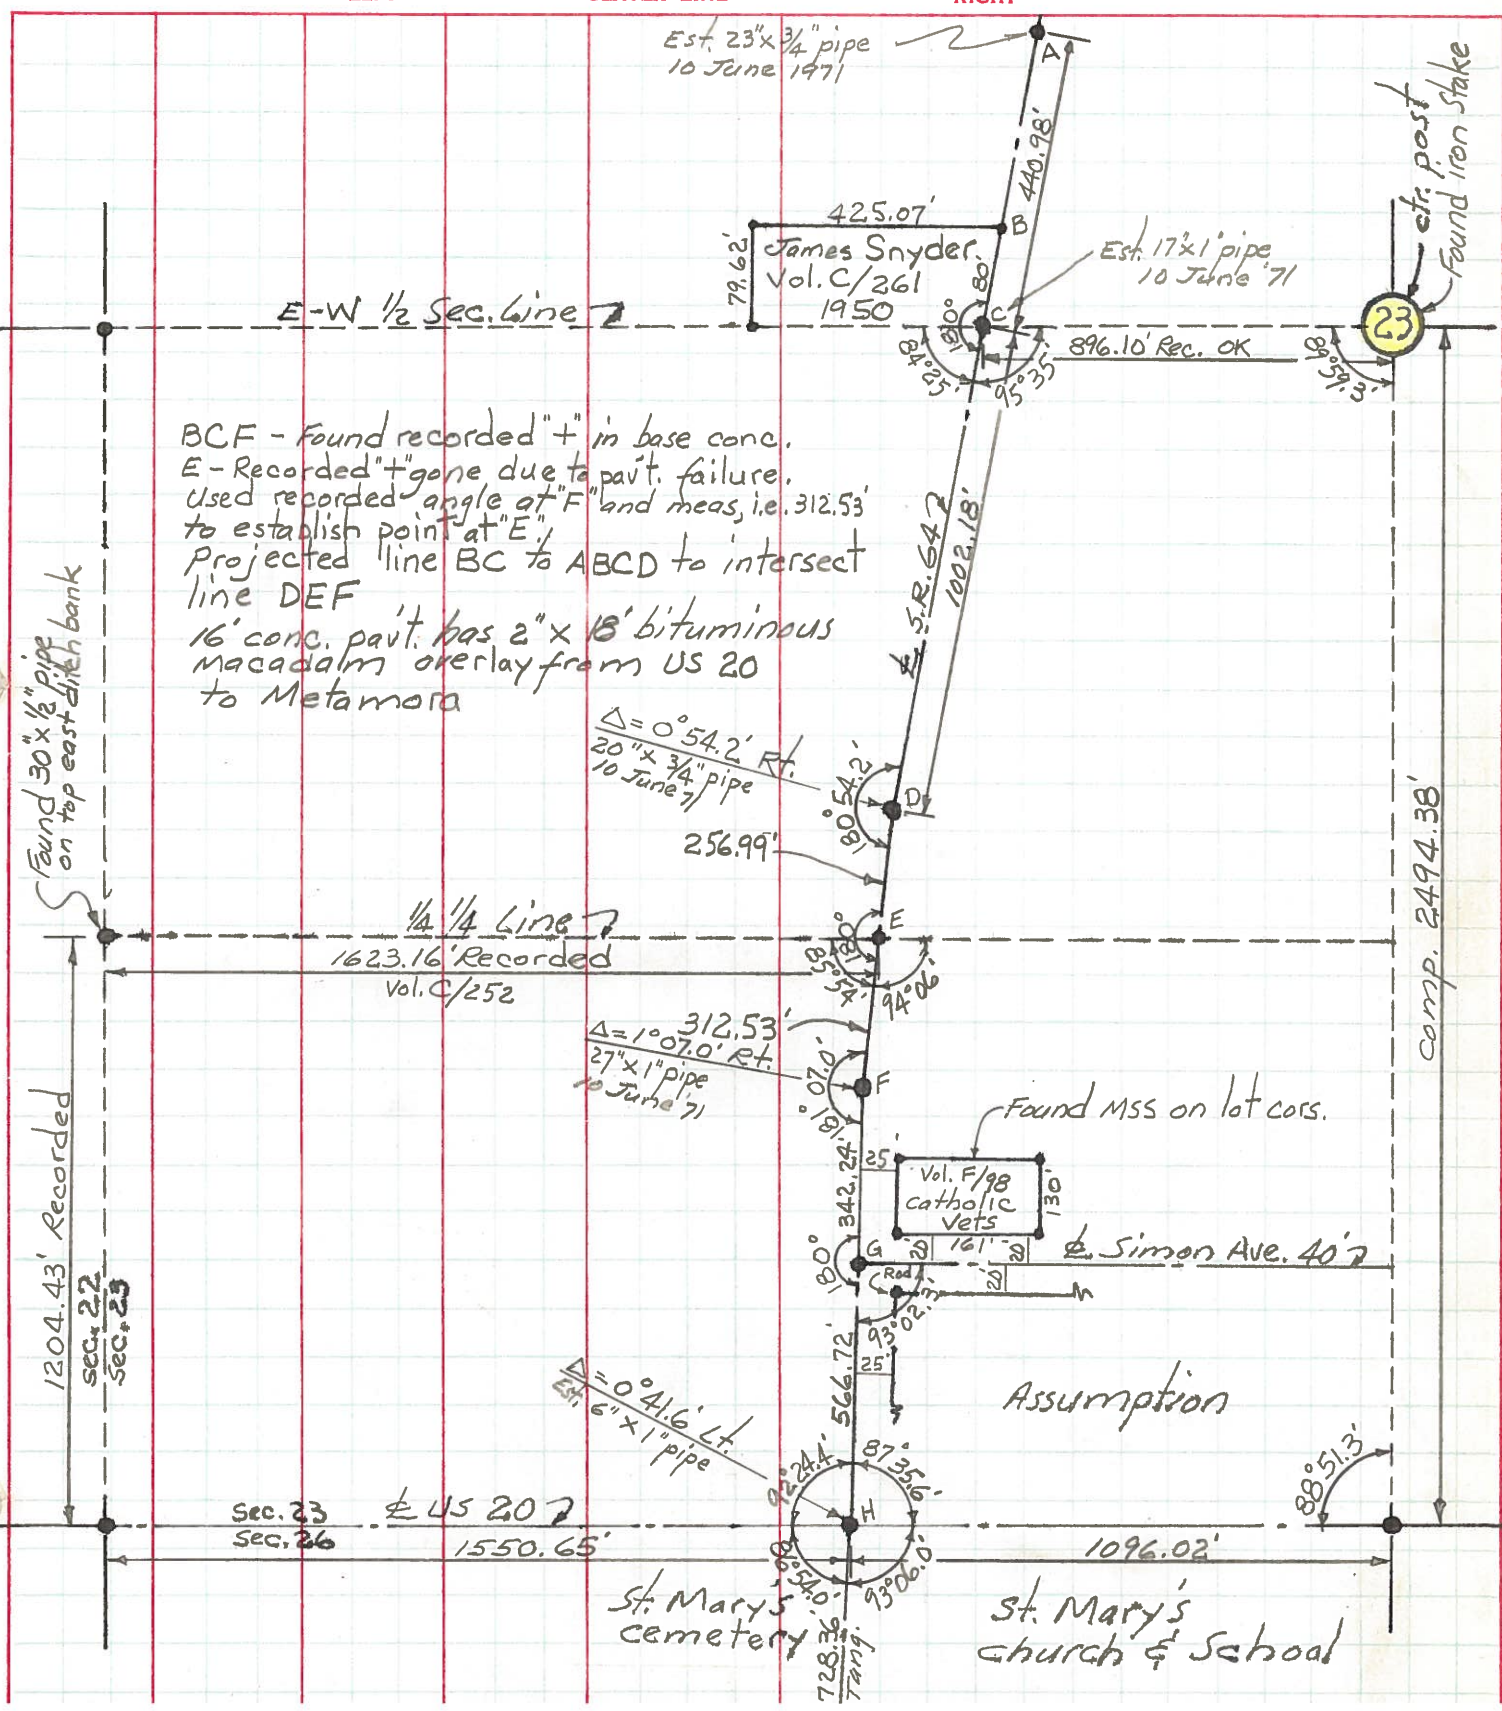 Est. 23"x 3/4" pipe
10 June 1971
A
440.98'
ctr. post
Found Iron Stake
425.07'
B
James Snyder.
Vol. C/261
1950
79.62'
80'
Est. 17"x1" pipe
10 June '71
E-W 1/2 Sec. Line
180°
C
23
84°25'
95°35'
896.10' Rec. OK
89°59.3'
BCF - Found recorded "+" in base conc.
E - Recorded "+" gone due to pav't. failure.
Used recorded angle at "F" and meas, i.e. 312.53'
to establish point at "E".
Projected line BC to ABCD to intersect
line DEF
16' conc. pav't. has 2" x 18' bituminous
Macadalm overlay from US 20
to Metamora
℄ S.R. 64
1002.18'
Found 30"x 1/2" pipe
on top east ditch bank
Δ = 0°54.2' Rt.
20"x 3/4" pipe
10 June 71
180°54.2'
D
256.99'
Comp. 2494.38'
1/4 1/4 Line
1623.16' Recorded
Vol. C/252
180°
E
85°54'
94°06'
312.53'
Δ = 1°07.0' Rt.
27"x1" pipe
10 June '71
181°07.0'
F
Found MSS on lot cors.
342.24'
25'
Vol. F/98
Catholic
Vets
130'
161'
20
20
180°
G
℄ Simon Ave. 40'
Rod
20'
93°02.3'
1204.43' Recorded
Sec. 22
Sec. 23
566.72'
25'
Assumption
Δ = 0°41.6' Lt.
Est. 6" x 1" pipe
92°24.4'
87°35.6'
88°51.3'
Sec. 23
Sec. 26
℄ US 20
H
1550.65'
1096.02'
93°06.0'
St. Mary's
cemetery
728.36'
Tang.
St. Mary's
Church & School